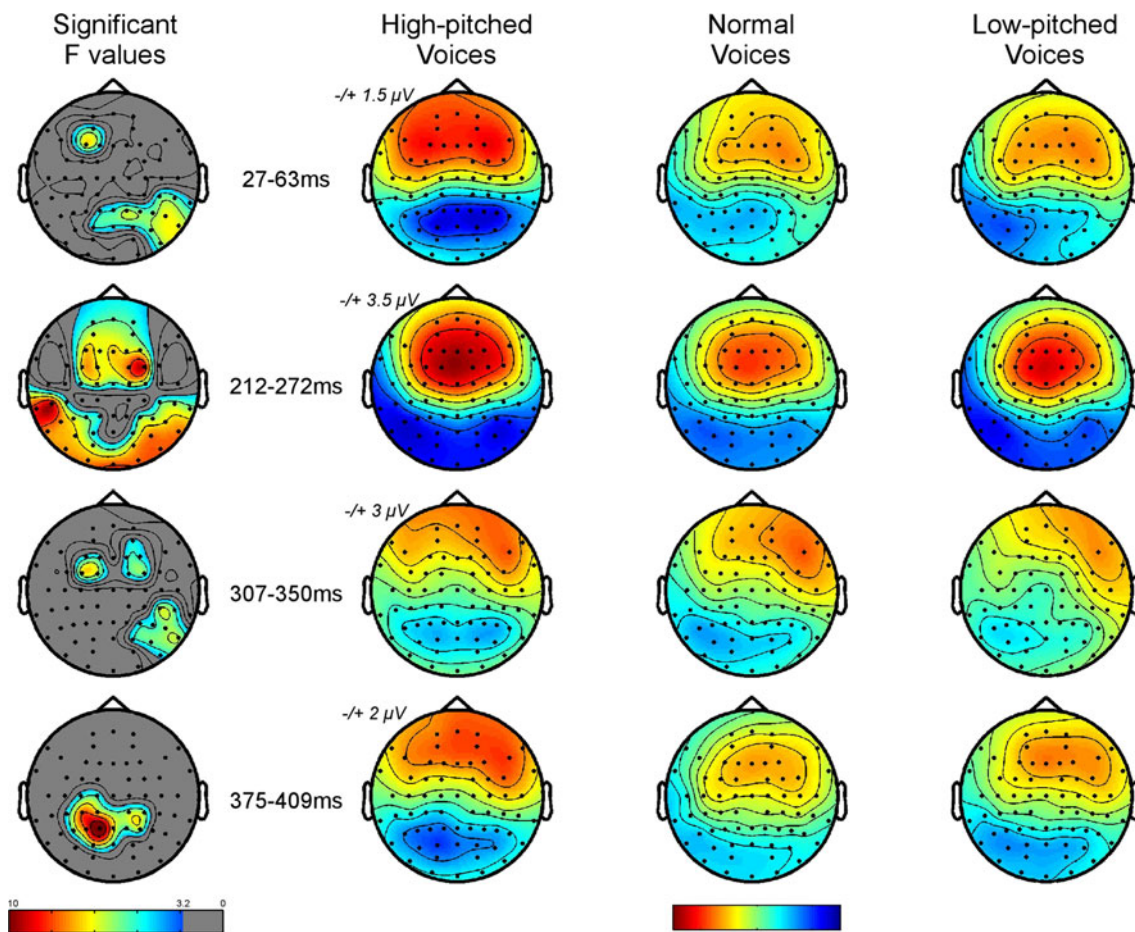 Significant
F values
High-pitched
Voices
Normal
Voices
Low-pitched
Voices
-/+ 1.5 µV
27-63ms
-/+ 3.5 µV
212-272ms
-/+ 3 µV
307-350ms
-/+ 2 µV
375-409ms
10 3.2 0